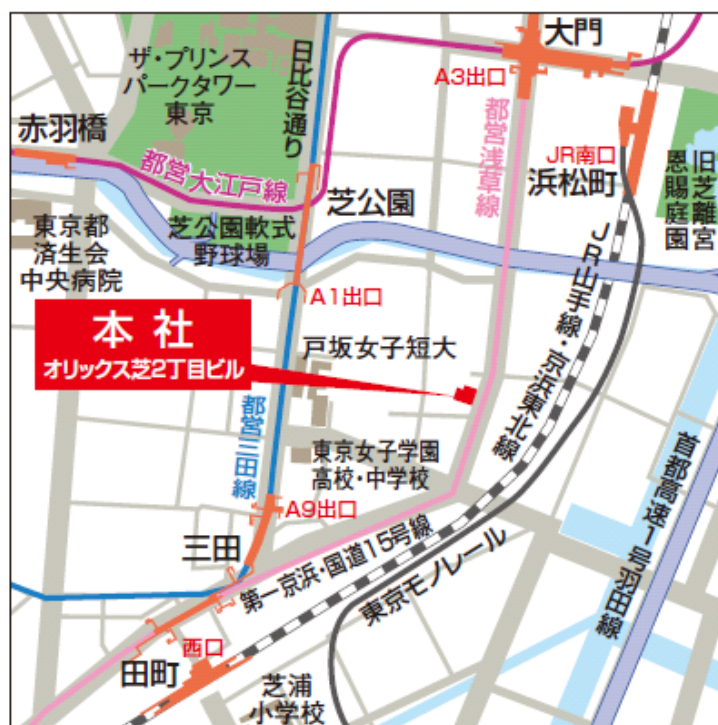 大門
ザ・プリンス
パークタワー
東京
日比谷通り
A3出口
都営浅草線
赤羽橋
都営大江戸線
JR南口
浜松町
旧芝離宮
恩賜庭園
芝公園
東京都
済生会
中央病院
芝公園軟式
野球場
A1出口
JR山手線・京浜東北線
本社
オリックス芝2丁目ビル
戸坂女子短大
都営三田線
東京女子学園
高校・中学校
首都高速1号羽田線
A9出口
三田
第一京浜・国道15号線
東京モノレール
西口
田町
芝浦
小学校